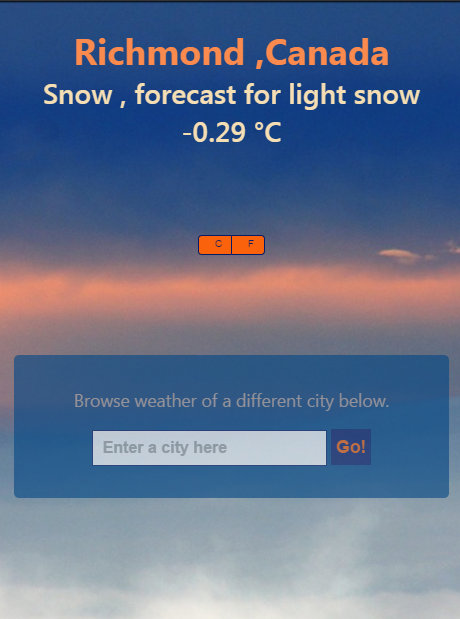 Richmond ,Canada
Snow , forecast for light snow
-0.29 °C
C F
Browse weather of a different city below.
Enter a city here Go!